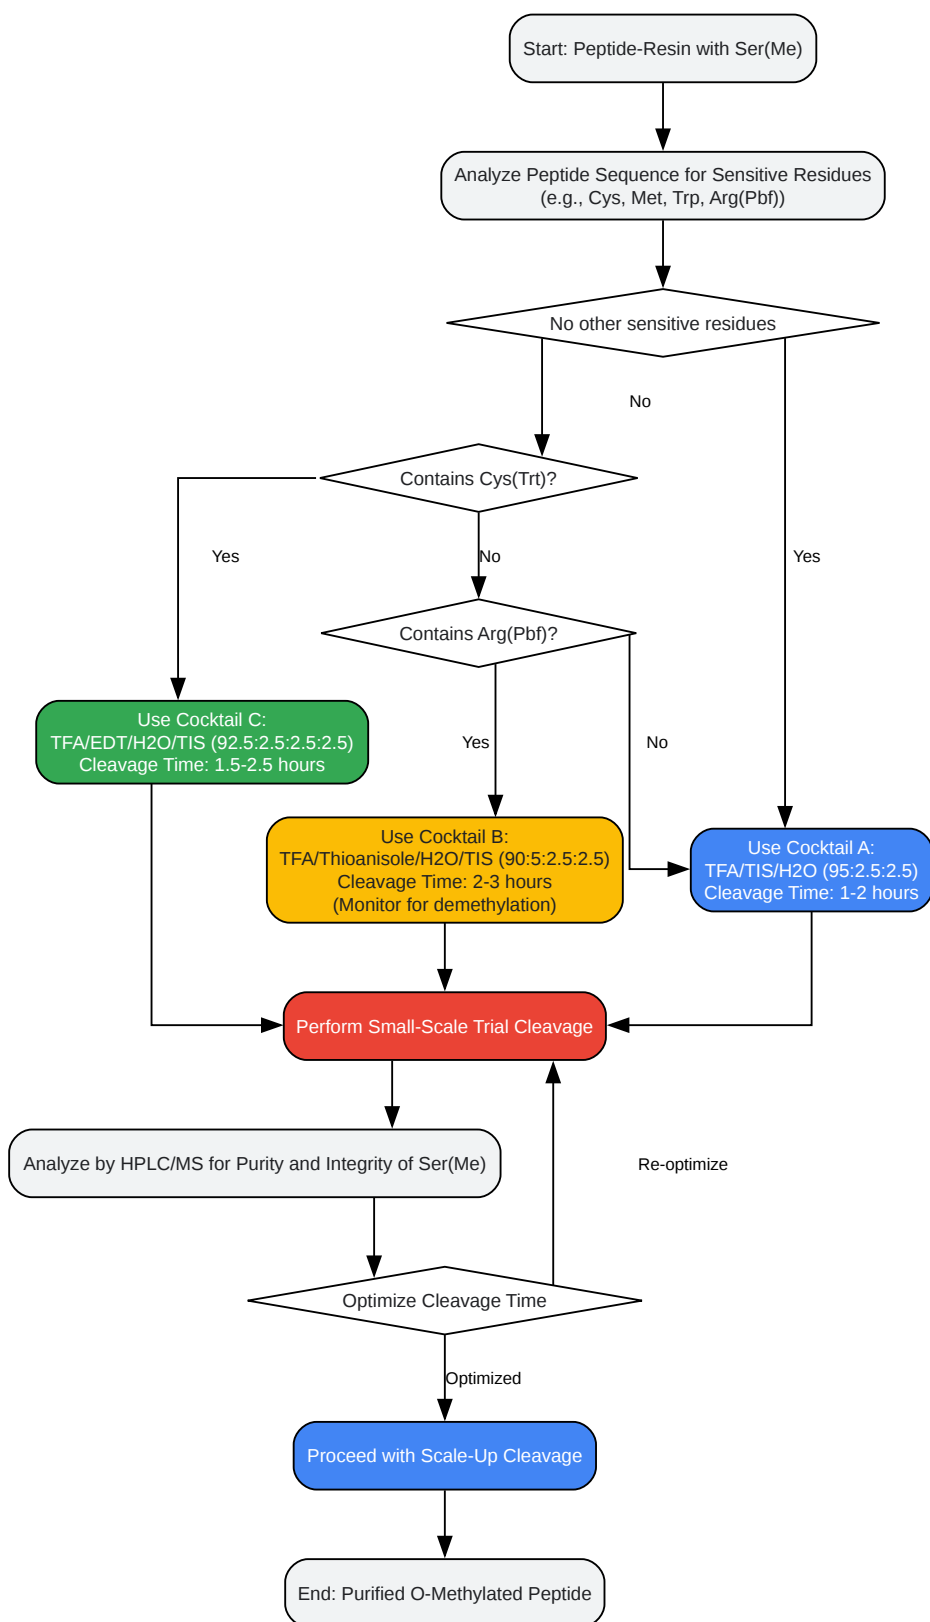 Start: Peptide-Resin with Ser(Me)
Analyze Peptide Sequence for Sensitive Residues
(e.g., Cys, Met, Trp, Arg(Pbf))
No other sensitive residues
No
Contains Cys(Trt)?
Yes
No
Yes
Contains Arg(Pbf)?
Use Cocktail C:
TFA/EDT/H2O/TIS (92.5:2.5:2.5:2.5)
Cleavage Time: 1.5-2.5 hours
Yes
No
Use Cocktail B:
TFA/Thioanisole/H2O/TIS (90:5:2.5:2.5)
Cleavage Time: 2-3 hours
(Monitor for demethylation)
Use Cocktail A:
TFA/TIS/H2O (95:2.5:2.5)
Cleavage Time: 1-2 hours
Perform Small-Scale Trial Cleavage
Analyze by HPLC/MS for Purity and Integrity of Ser(Me)
Re-optimize
Optimize Cleavage Time
Optimized
Proceed with Scale-Up Cleavage
End: Purified O-Methylated Peptide